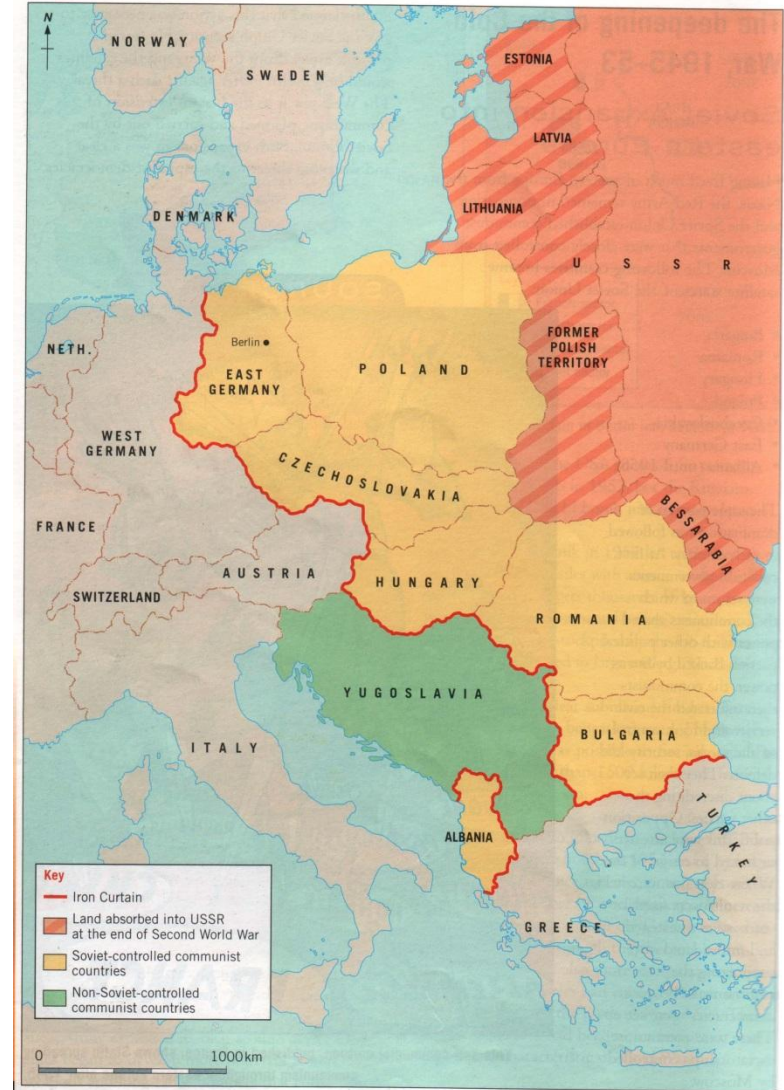 N
NORWAY
SWEDEN
ESTONIA
LATVIA
LITHUANIA
DENMARK
USSR
NETH.
Berlin
EAST
GERMANY
POLAND
FORMER
POLISH
TERRITORY
WEST
GERMANY
CZECHOSLOVAKIA
BESSARABIA
FRANCE
AUSTRIA
HUNGARY
SWITZERLAND
ROMANIA
YUGOSLAVIA
BULGARIA
ITALY
TURKEY
ALBANIA
GREECE
Key
Iron Curtain
Land absorbed into USSR
at the end of Second World War
Soviet-controlled communist
countries
Non-Soviet-controlled
communist countries
0 1000km